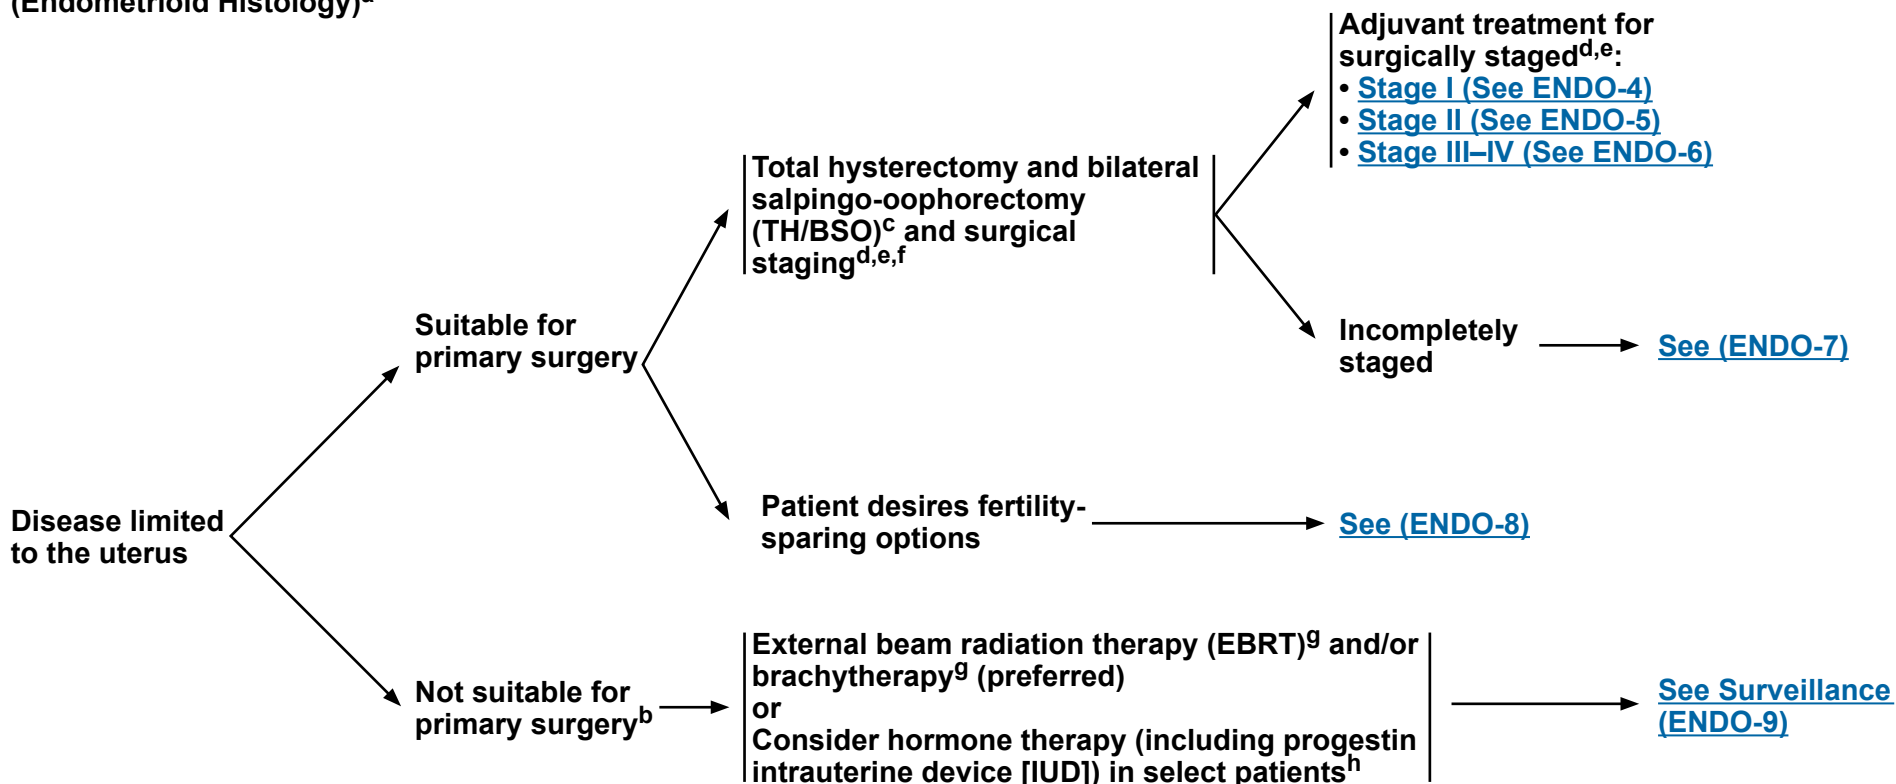 (Endometrioid Histology)a
Adjuvant treatment for
surgically stagedd,e:
• Stage I (See ENDO-4)
• Stage II (See ENDO-5)
• Stage III–IV (See ENDO-6)
Total hysterectomy and bilateral
salpingo-oophorectomy
(TH/BSO)c and surgical
stagingd,e,f
Suitable for
primary surgery
Incompletely
staged
See (ENDO-7)
Patient desires fertility-
sparing options
See (ENDO-8)
Disease limited
to the uterus
Not suitable for
primary surgeryb
External beam radiation therapy (EBRT)g and/or
brachytherapyg (preferred)
or
Consider hormone therapy (including progestin
intrauterine device [IUD]) in select patientsh
See Surveillance
(ENDO-9)